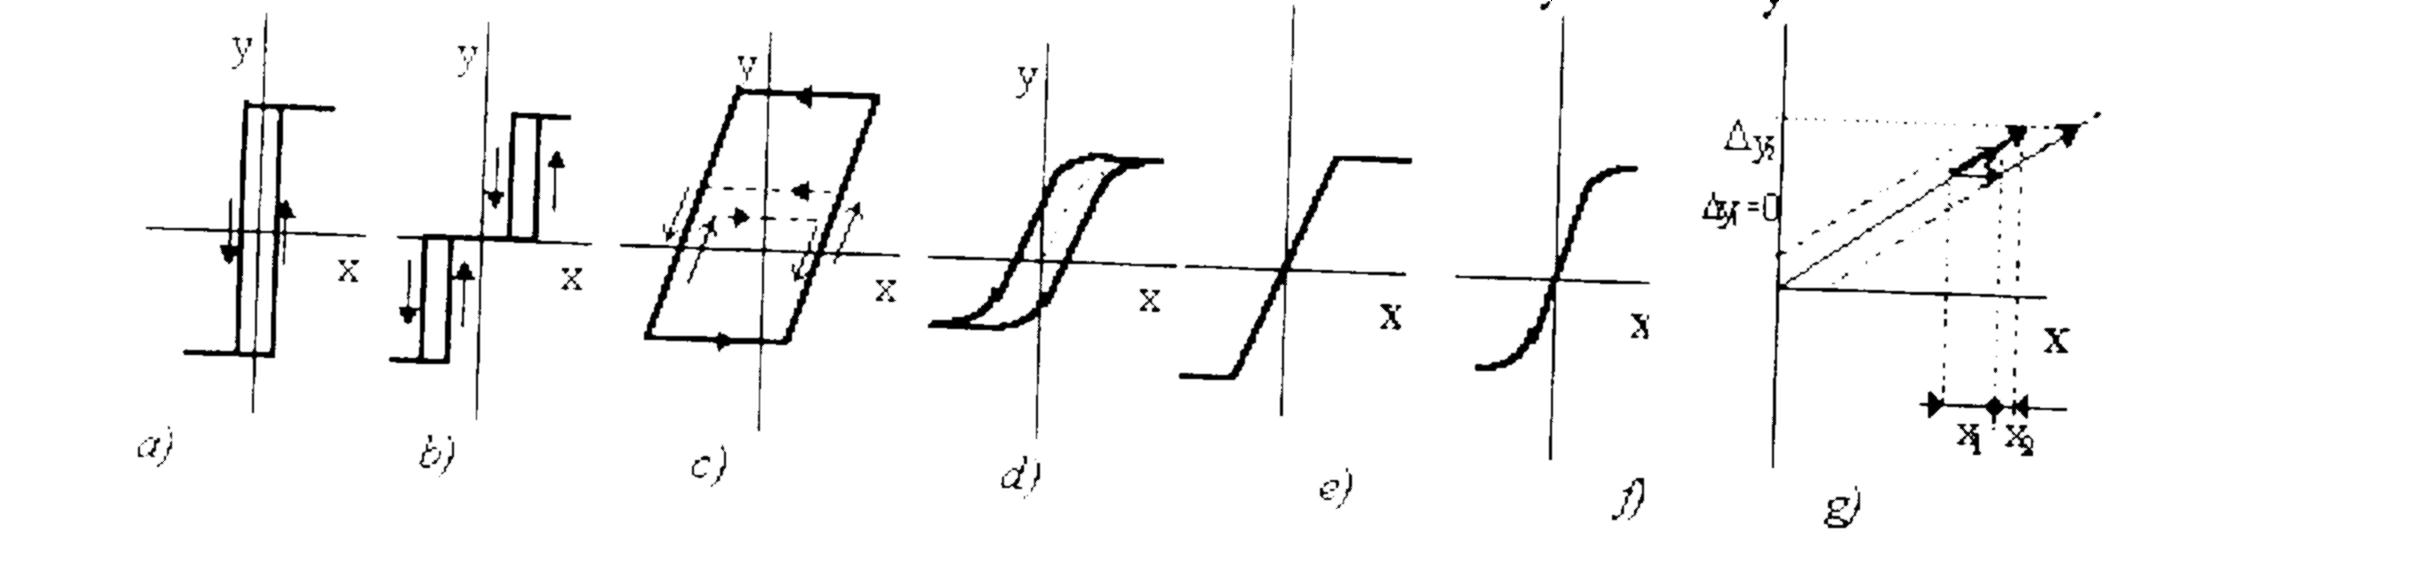 y
x
a)
y
x
b)
y
x
c)
y
x
d)
x
e)
x
f)
Δy₂
Δy₁=0
x
x₁ x₂
g)